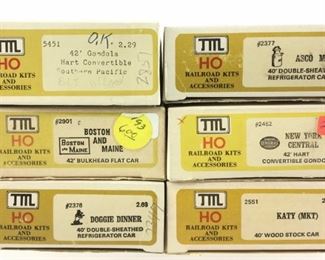 TM
HO
RAILROAD KITS
AND
ACCESSORIES
5451
O.K.
2.29
42' Gondola
Hart Convertible
Southern Pacific
TM
HO
RAILROAD KITS
AND
ACCESSORIES
#2377
ASCO M
40' DOUBLE-SHEATHED
REFRIGERATOR CAR
TM
HO
RAILROAD KITS
AND
ACCESSORIES
#2901
BOSTON
AND
MAINE
BOSTON
AND MAINE
42' BULKHEAD FLAT CAR
TM
HO
RAILROAD KITS
AND
ACCESSORIES
#2452
NEW YORK
CENTRAL
42' HART
CONVERTIBLE GONDO
TM
HO
RAILROAD KITS
AND
ACCESSORIES
#2378
2.69
DOGGIE DINNER
40' DOUBLE-SHEATHED
REFRIGERATOR CAR
TM
HO
RAILROAD KITS
AND
ACCESSORIES
2551
2
KATY (MKT)
40' WOOD STOCK CAR